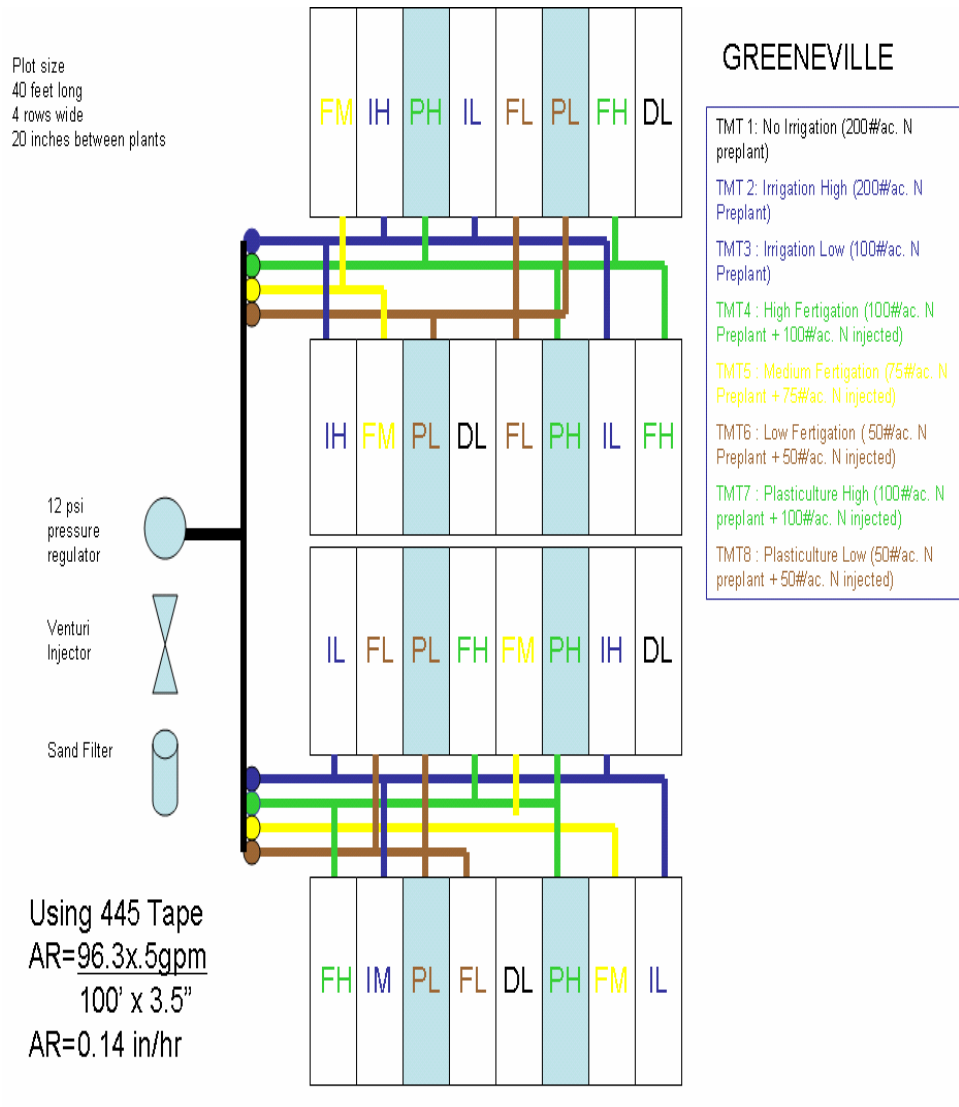 Plot size
40 feet long
4 rows wide
20 inches between plants
GREENEVILLE
FM IH PH IL FL PL FH DL
TMT 1: No Irrigation (200#/ac. N
preplant)
TMT 2: Irrigation High (200#/ac. N
Preplant)
TMT3 : Irrigation Low (100#/ac. N
Preplant)
TMT4 : High Fertigation (100#/ac. N
Preplant + 100#/ac. N injected)
TMT5 : Medium Fertigation (75#/ac. N
Preplant + 75#/ac. N injected)
TMT6 : Low Fertigation ( 50#/ac. N
Preplant + 50#/ac. N injected)
TMT7 : Plasticulture High (100#/ac. N
preplant + 100#/ac. N injected)
TMT8 : Plasticulture Low (50#/ac. N
preplant + 50#/ac. N injected)
IH FM PL DL FL PH IL FH
12 psi
pressure
regulator
Venturi
Injector
Sand Filter
IL FL PL FH FM PH IH DL
Using 445 Tape
AR=96.3x.5gpm
100' x 3.5"
AR=0.14 in/hr
FH IM PL FL DL PH FM IL